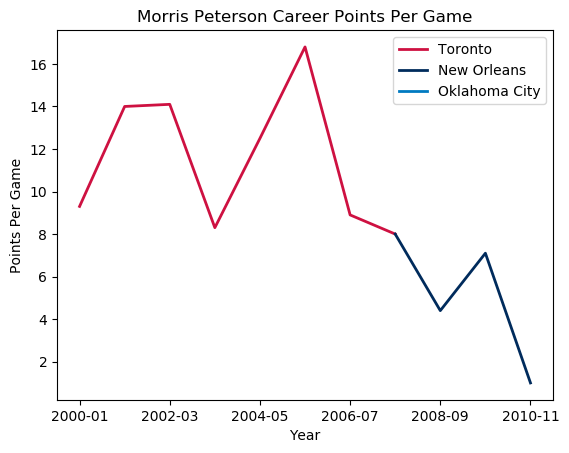 Morris Peterson Career Points Per Game
Toronto
New Orleans
Oklahoma City
Points Per Game
16
14
12
10
8
6
4
2
2000-01
2002-03
2004-05
2006-07
2008-09
2010-11
Year